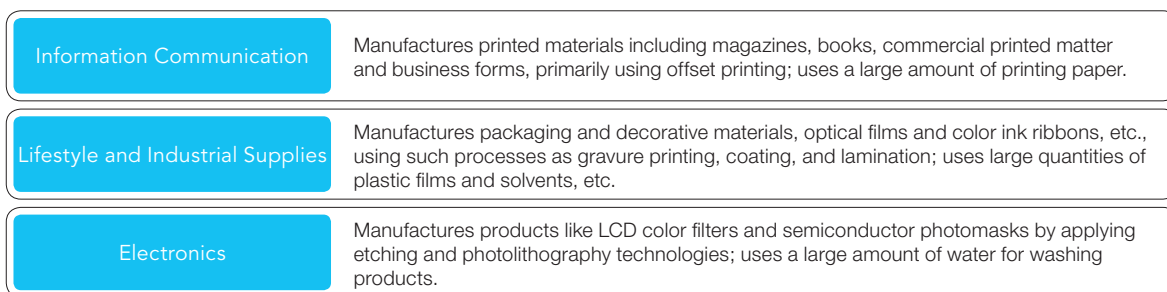 Information Communication
Manufactures printed materials including magazines, books, commercial printed matter
and business forms, primarily using offset printing; uses a large amount of printing paper.
Lifestyle and Industrial Supplies
Manufactures packaging and decorative materials, optical films and color ink ribbons, etc.,
using such processes as gravure printing, coating, and lamination; uses large quantities of
plastic films and solvents, etc.
Electronics
Manufactures products like LCD color filters and semiconductor photomasks by applying
etching and photolithography technologies; uses a large amount of water for washing
products.